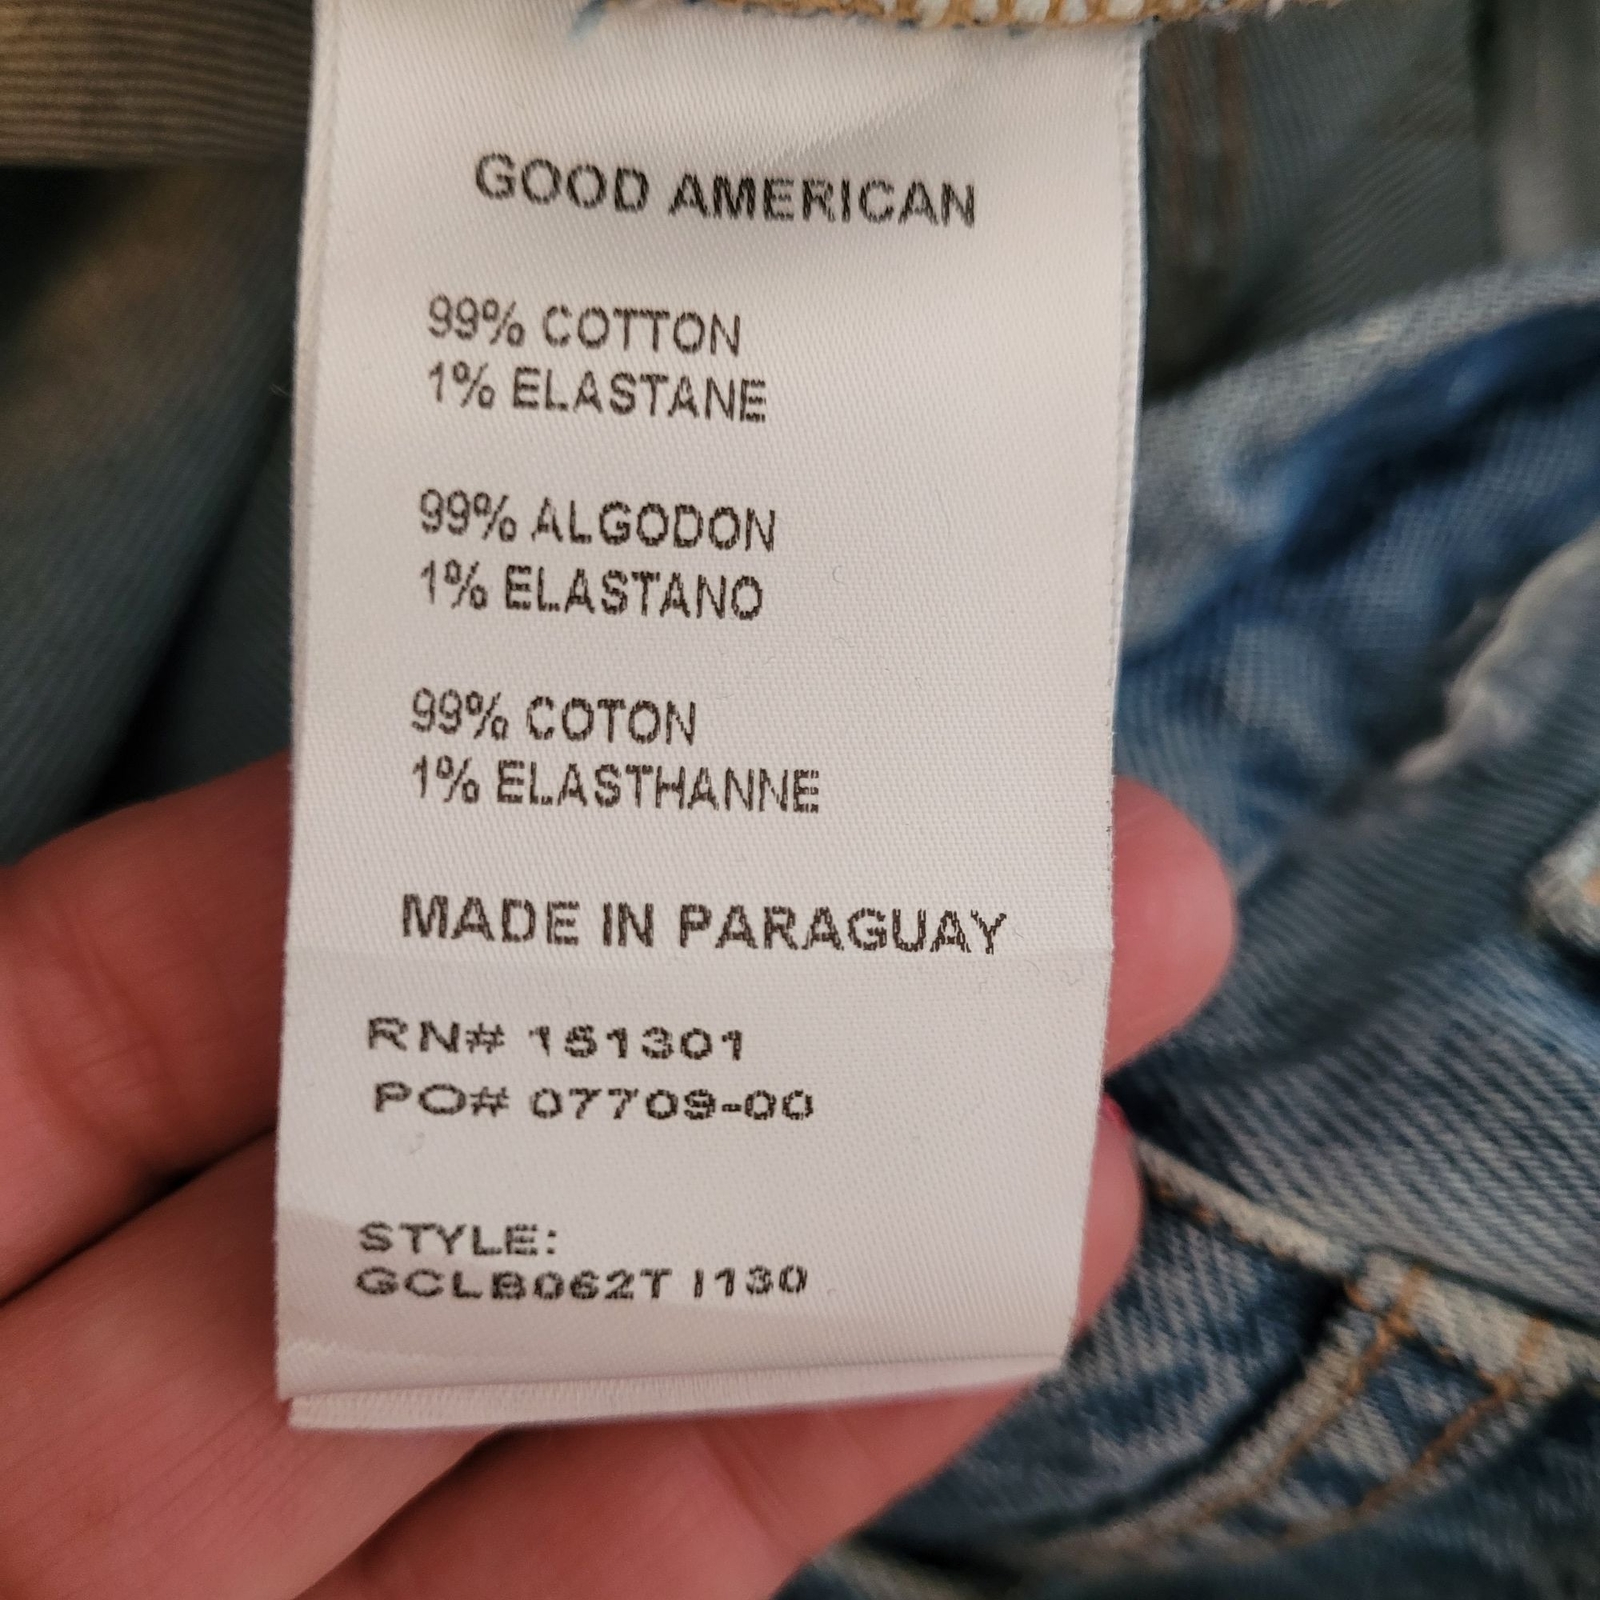 GOOD AMERICAN
99% COTTON
1% ELASTANE
99% ALGODON
1% ELASTANO
99% COTON
1% ELASTHANNE
MADE IN PARAGUAY
RN# 151301
PO# 07709-00
STYLE:
GCLB062T I130